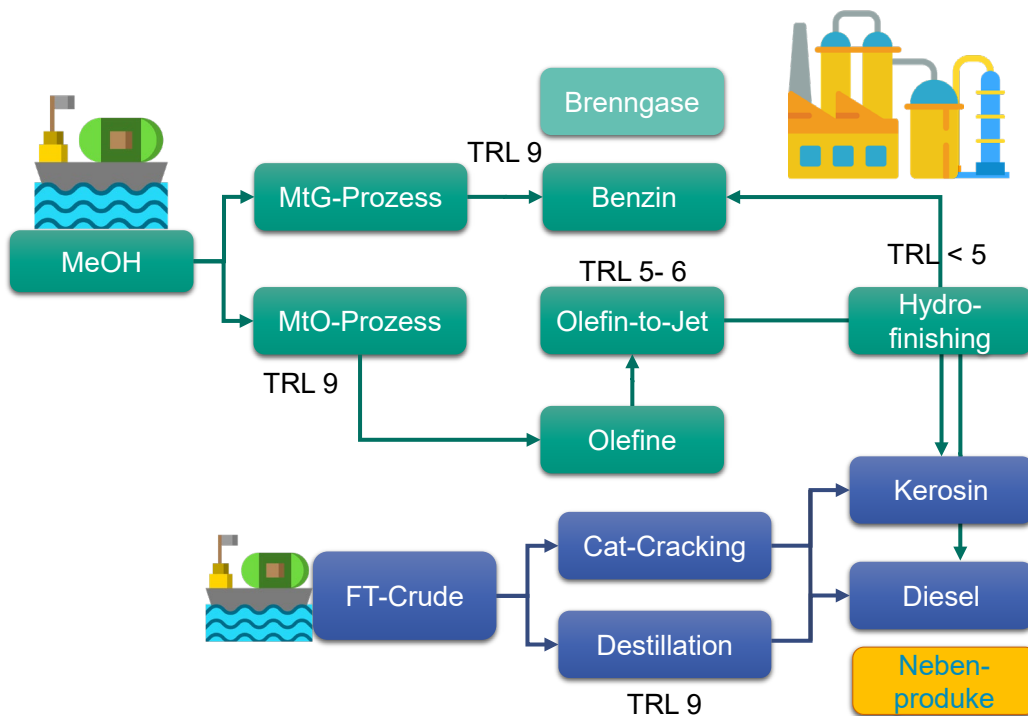 Brenngase
TRL 9
MtG-Prozess
Benzin
MeOH
TRL < 5
TRL 5- 6
MtO-Prozess
Olefin-to-Jet
Hydro-
finishing
TRL 9
Olefine
Kerosin
Cat-Cracking
FT-Crude
Diesel
Destillation
Neben-
produke
TRL 9